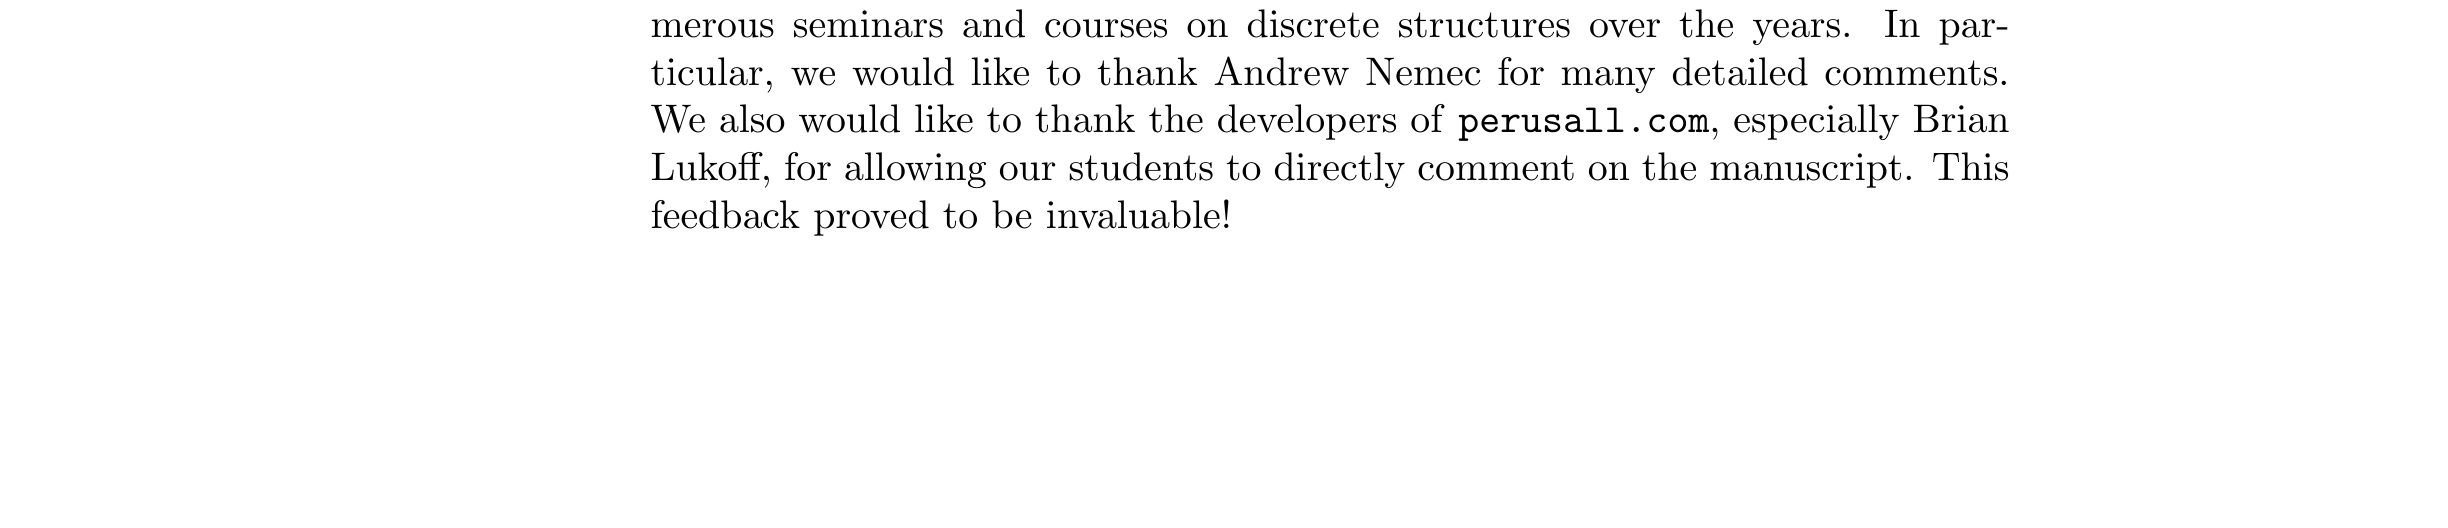 merous seminars and courses on discrete structures over the years. In par-
ticular, we would like to thank Andrew Nemec for many detailed comments.
We also would like to thank the developers of perusall.com, especially Brian
Lukoff, for allowing our students to directly comment on the manuscript. This
feedback proved to be invaluable!